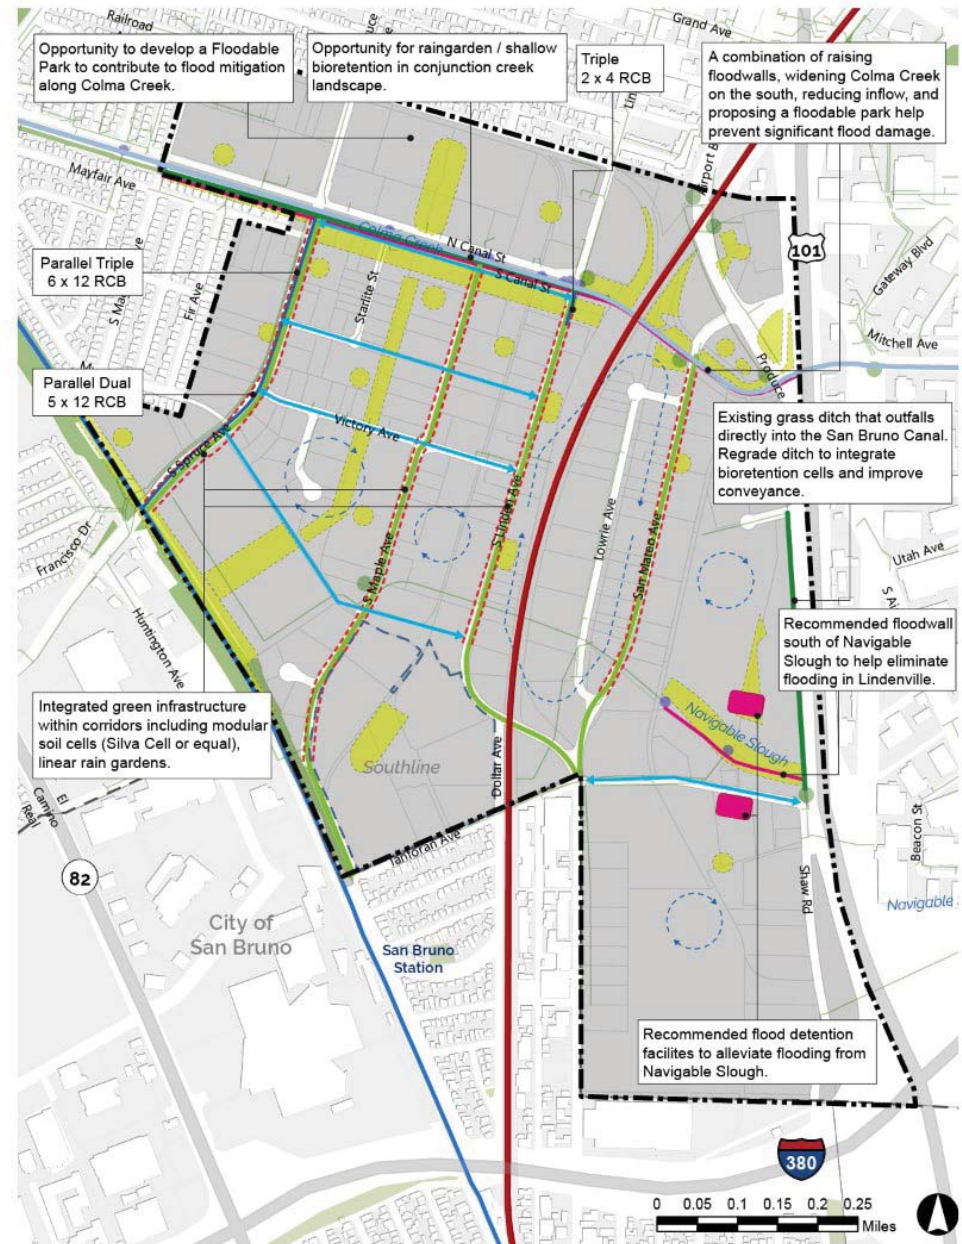 Railroad
Grand Ave
Opportunity to develop a Floodable
Park to contribute to flood mitigation
along Colma Creek.
Opportunity for raingarden / shallow
bioretention in conjunction creek
landscape.
Triple
2 x 4 RCB
A combination of raising
floodwalls, widening Colma Creek
on the south, reducing inflow, and
proposing a floodable park help
prevent significant flood damage.
Mayfair Ave
Colma Creek
N Canal St
S Canal St
101
Gateway Blvd
Parallel Triple
6 x 12 RCB
Fir Ave
Starlite St
Mitchell Ave
Produce
Parallel Dual
5 x 12 RCB
Victory Ave
S Spruce Ave
Existing grass ditch that outfalls
directly into the San Bruno Canal.
Regrade ditch to integrate
bioretention cells and improve
conveyance.
S Linden Ave
Lowrie Ave
San Mateo Ave
S Maple Ave
Francisco Dr
Utah Ave
Huntington Ave
Recommended floodwall
south of Navigable
Slough to help eliminate
flooding in Lindenville.
Integrated green infrastructure
within corridors including modular
soil cells (Silva Cell or equal),
linear rain gardens.
Navigable Slough
Southline
Dollar Ave
El
Camino
Real
Tanforan Ave
Beacon St
82
Shaw Rd
City of
San Bruno
Navigable
San Bruno
Station
Recommended flood detention
facilites to alleviate flooding from
Navigable Slough.
380
0 0.05 0.1 0.15 0.2 0.25
Miles